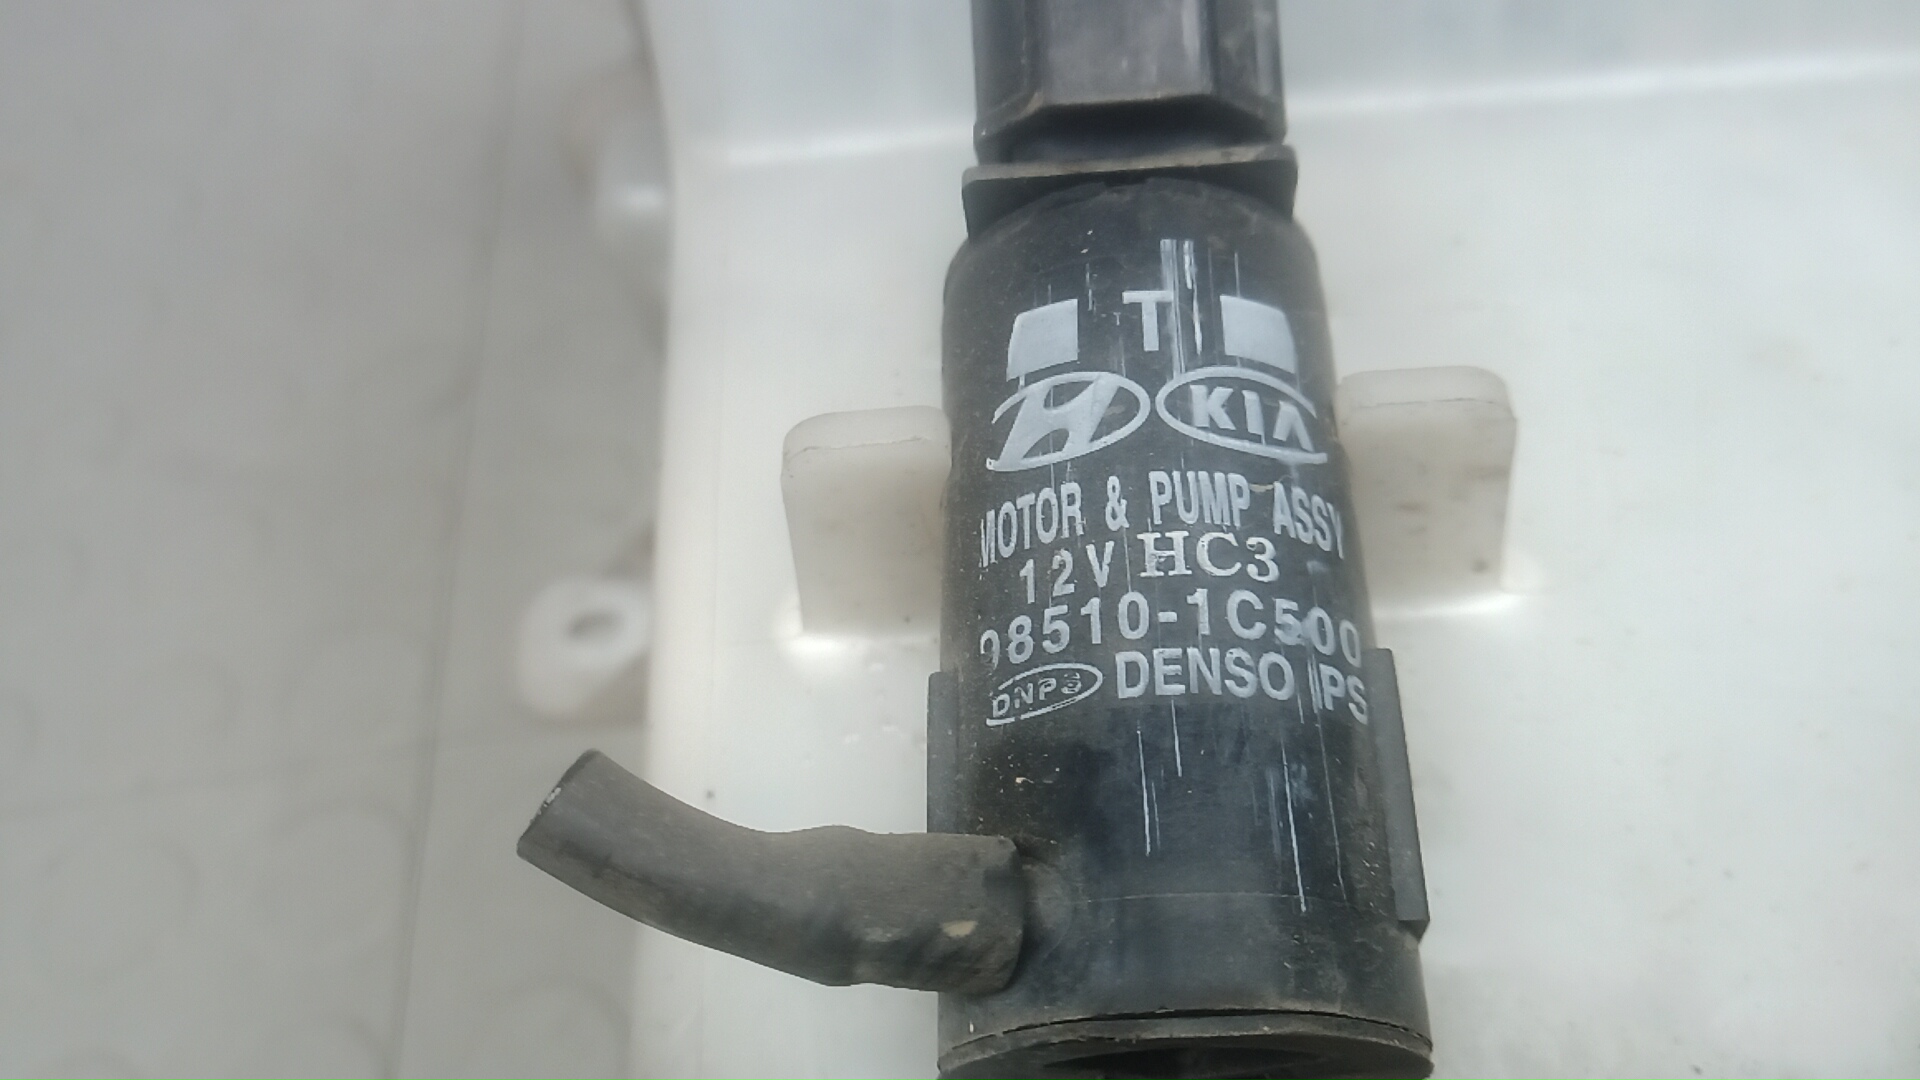 T
KIA
MOTOR & PUMP ASSY
12V HC3
98510-1C500
DNPS DENSO IPS